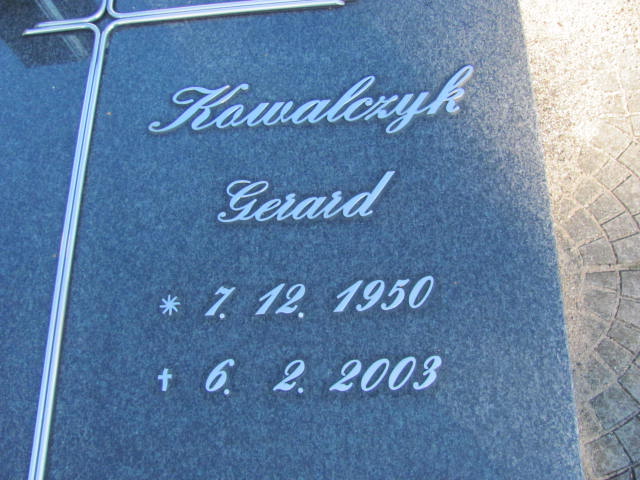 Kowalczyk
Gerard
* 7. 12. 1950
† 6. 2. 2003